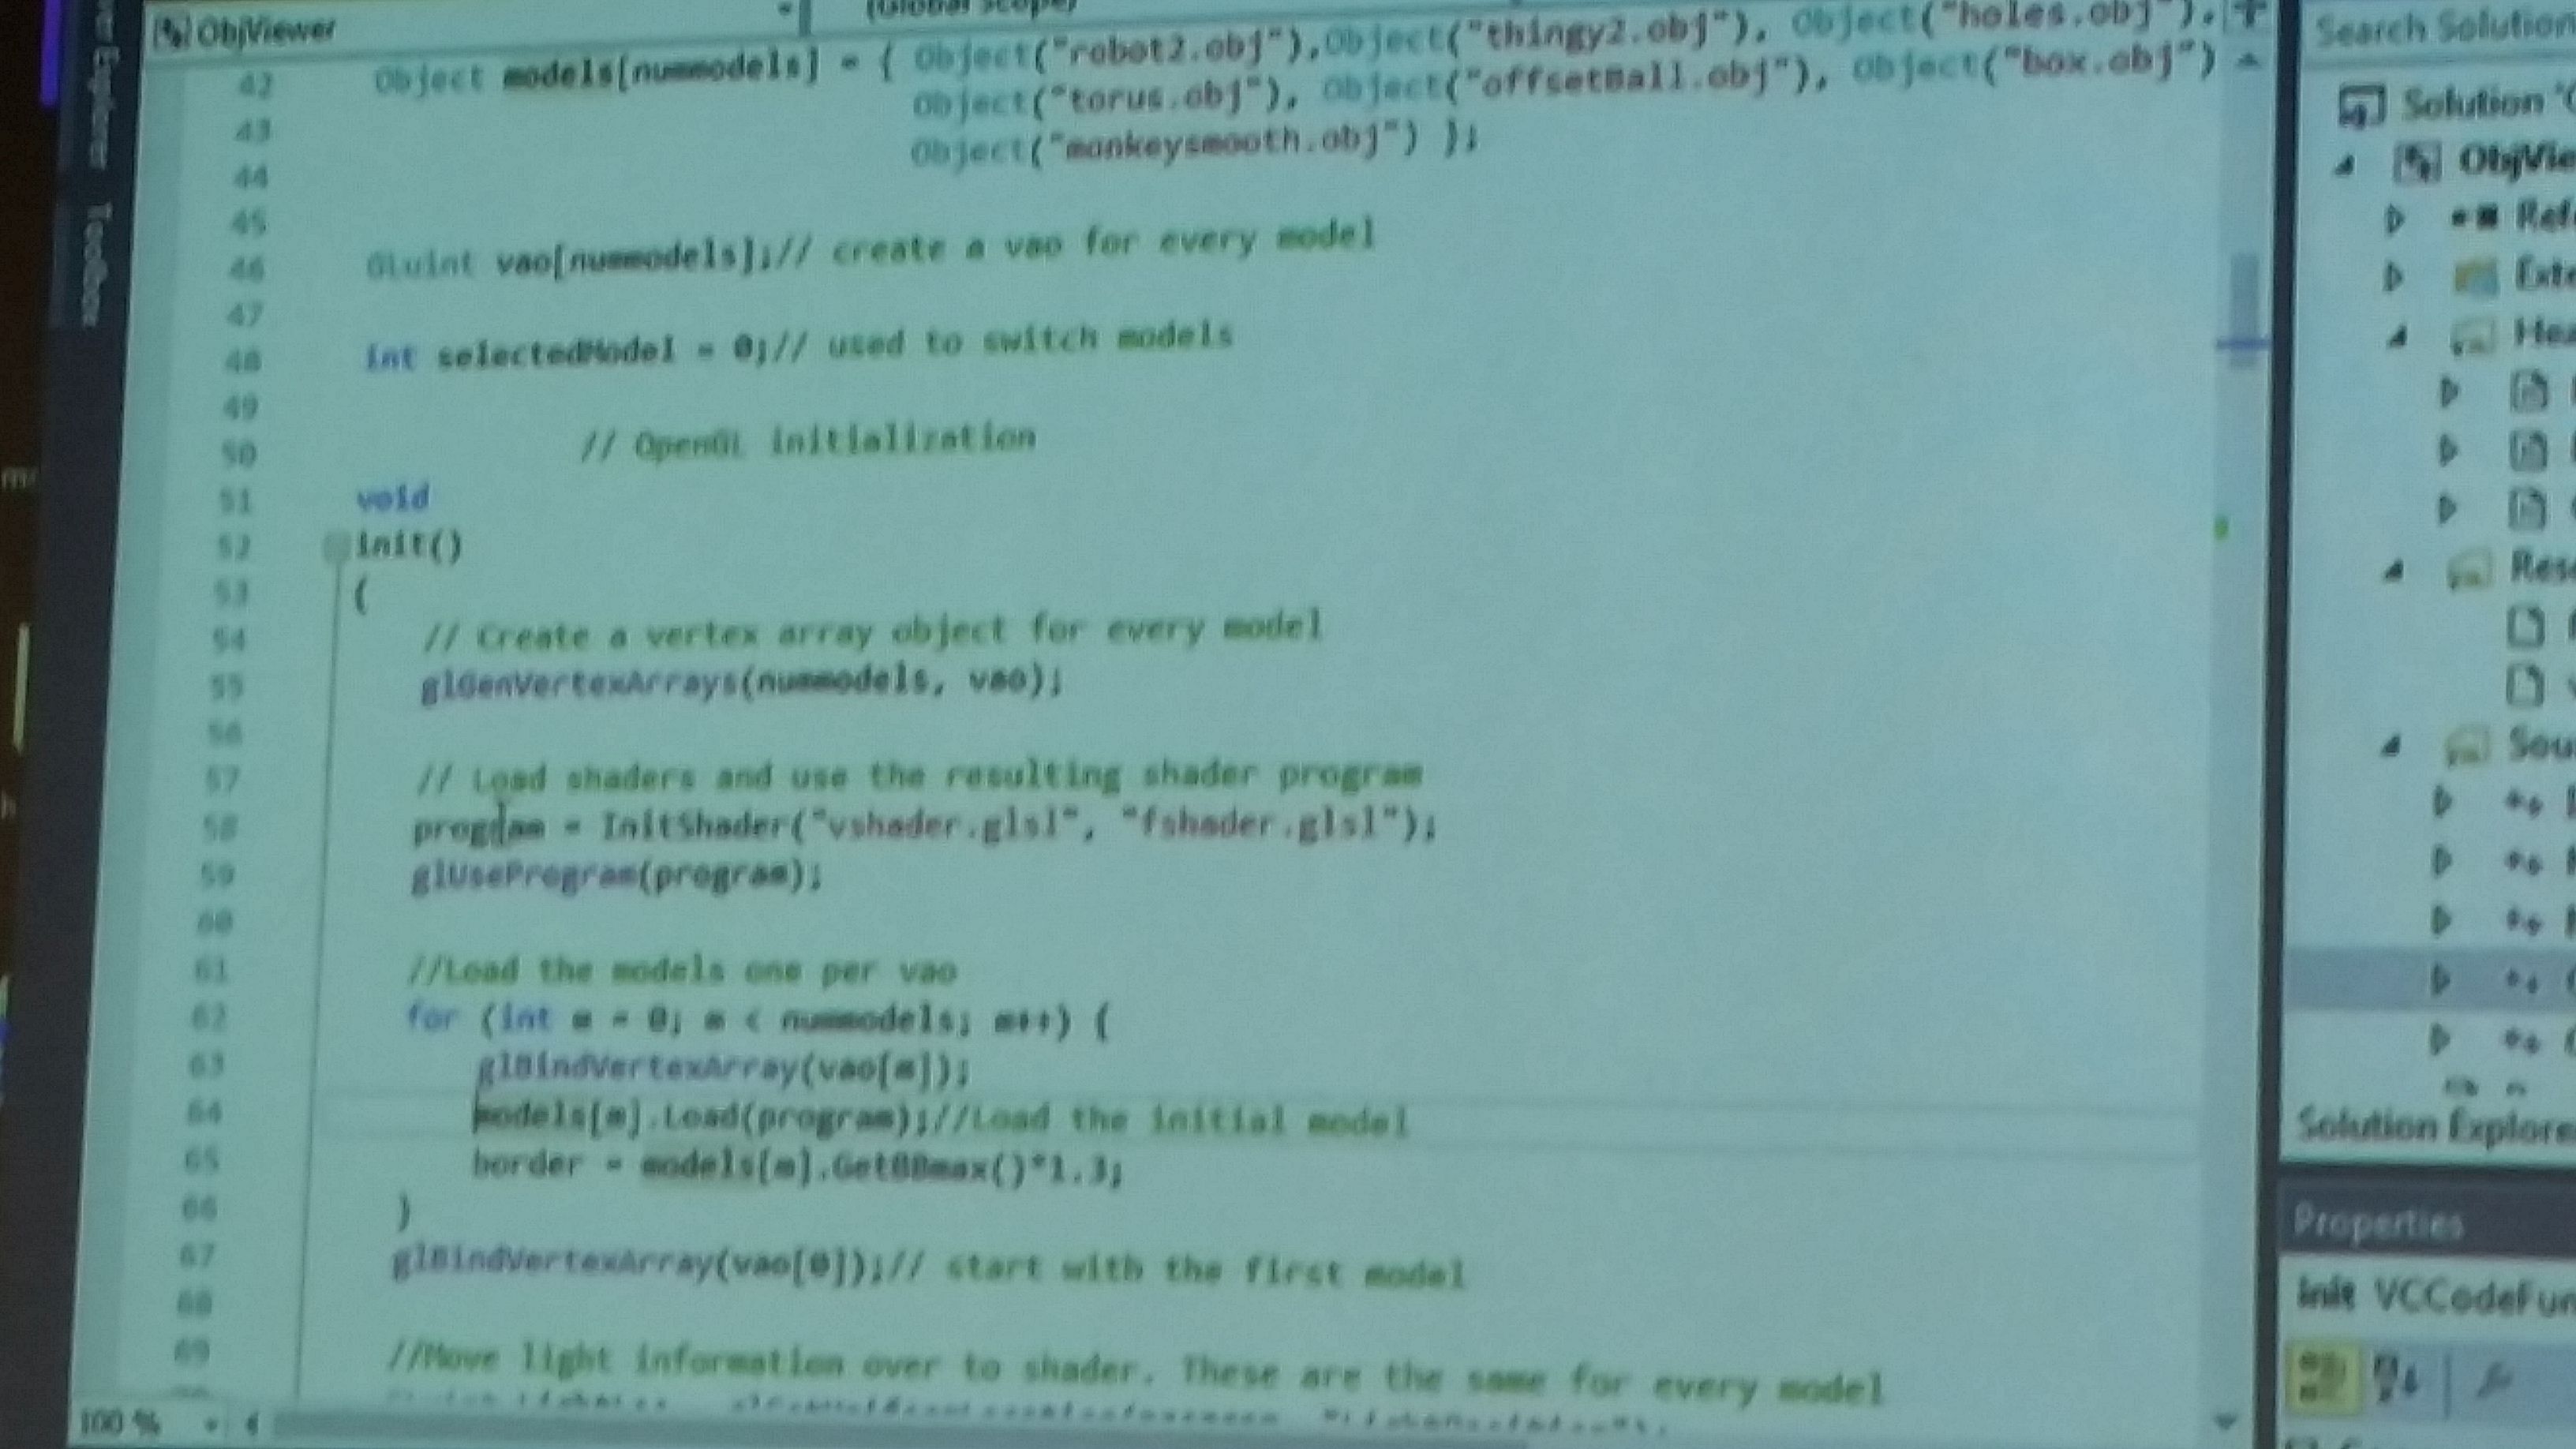 ObjViewer
(Global Scope)
42 Object models[nummodels] = { Object("robot2.obj"),Object("thingy2.obj"), Object("holes.obj"),
43 Object("torus.obj"), Object("offsetBall.obj"), Object("box.obj")
44 Object("monkeysmooth.obj") };
45
46 GLuint vao[nummodels];// create a vao for every model
47
48 int selectedModel = 0;// used to switch models
49
50 // OpenGL initialization
51 void
52 init()
53 {
54 // Create a vertex array object for every model
55 glGenVertexArrays(nummodels, vao);
56
57 // Load shaders and use the resulting shader program
58 program = InitShader("vshader.glsl", "fshader.glsl");
59 glUseProgram(program);
60
61 //Load the models one per vao
62 for (int m = 0; m < nummodels; m++) {
63 glBindVertexArray(vao[m]);
64 models[m].Load(program);//Load the initial model
65 border = models[m].GetBBmax()*1.3;
66 }
67 glBindVertexArray(vao[0]);// start with the first model
68
69 //Move light information over to shader. These are the same for every model
100 %
Explorer
Toolbox
Search Solution
Solution
ObjVie
Ref
Exte
Hea
Res
Sou
Solution Explore
Properties
init VCCodeFun